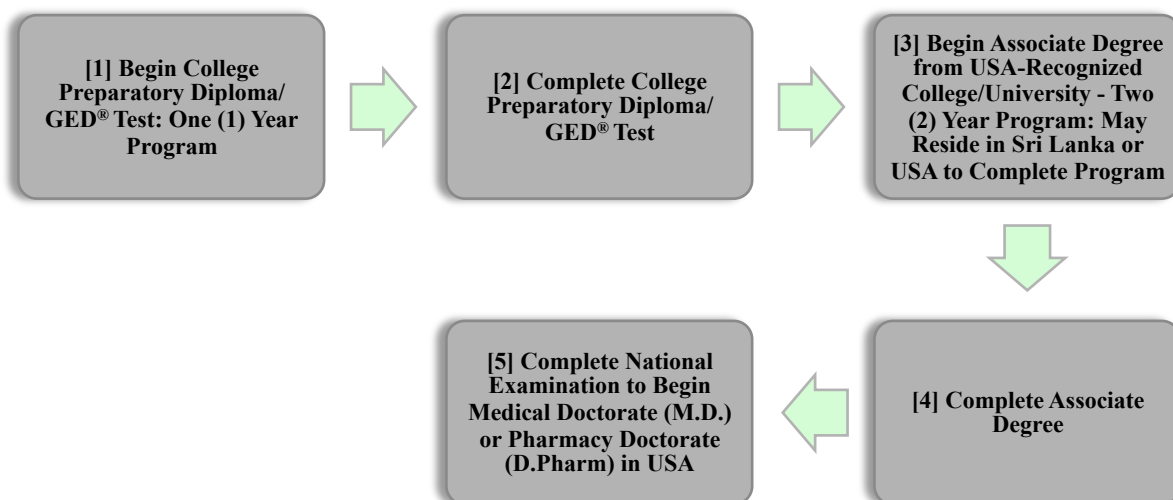 [1] Begin College
Preparatory Diploma/
GED® Test: One (1) Year
Program
[2] Complete College
Preparatory Diploma/
GED® Test
[3] Begin Associate Degree
from USA-Recognized
College/University - Two
(2) Year Program: May
Reside in Sri Lanka or
USA to Complete Program
[4] Complete Associate
Degree
[5] Complete National
Examination to Begin
Medical Doctorate (M.D.)
or Pharmacy Doctorate
(D.Pharm) in USA